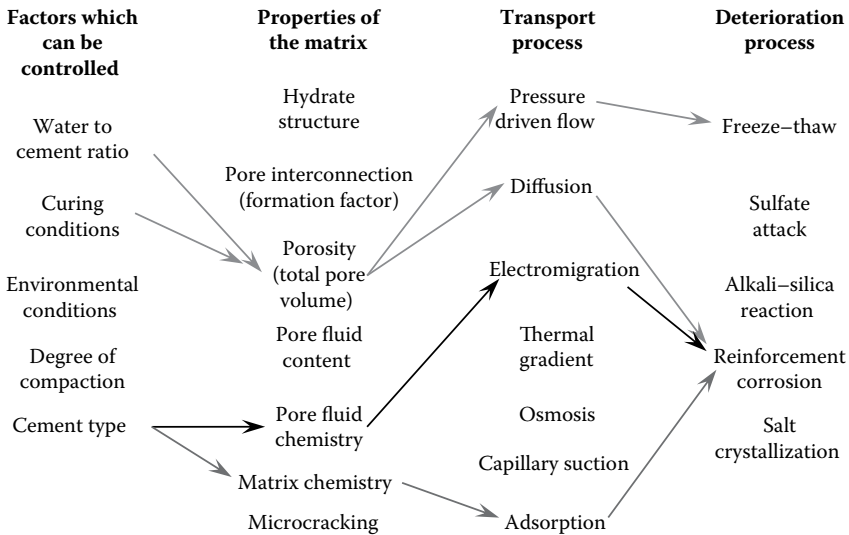 Factors which
can be
controlled
Water to
cement ratio
Curing
conditions
Environmental
conditions
Degree of
compaction
Cement type
Properties of
the matrix
Hydrate
structure
Pore interconnection
(formation factor)
Porosity
(total pore
volume)
Pore fluid
content
Pore fluid
chemistry
Matrix chemistry
Microcracking
Transport
process
Pressure
driven flow
Diffusion
Electromigration
Thermal
gradient
Osmosis
Capillary suction
Adsorption
Deterioration
process
Freeze–thaw
Sulfate
attack
Alkali–silica
reaction
Reinforcement
corrosion
Salt
crystallization